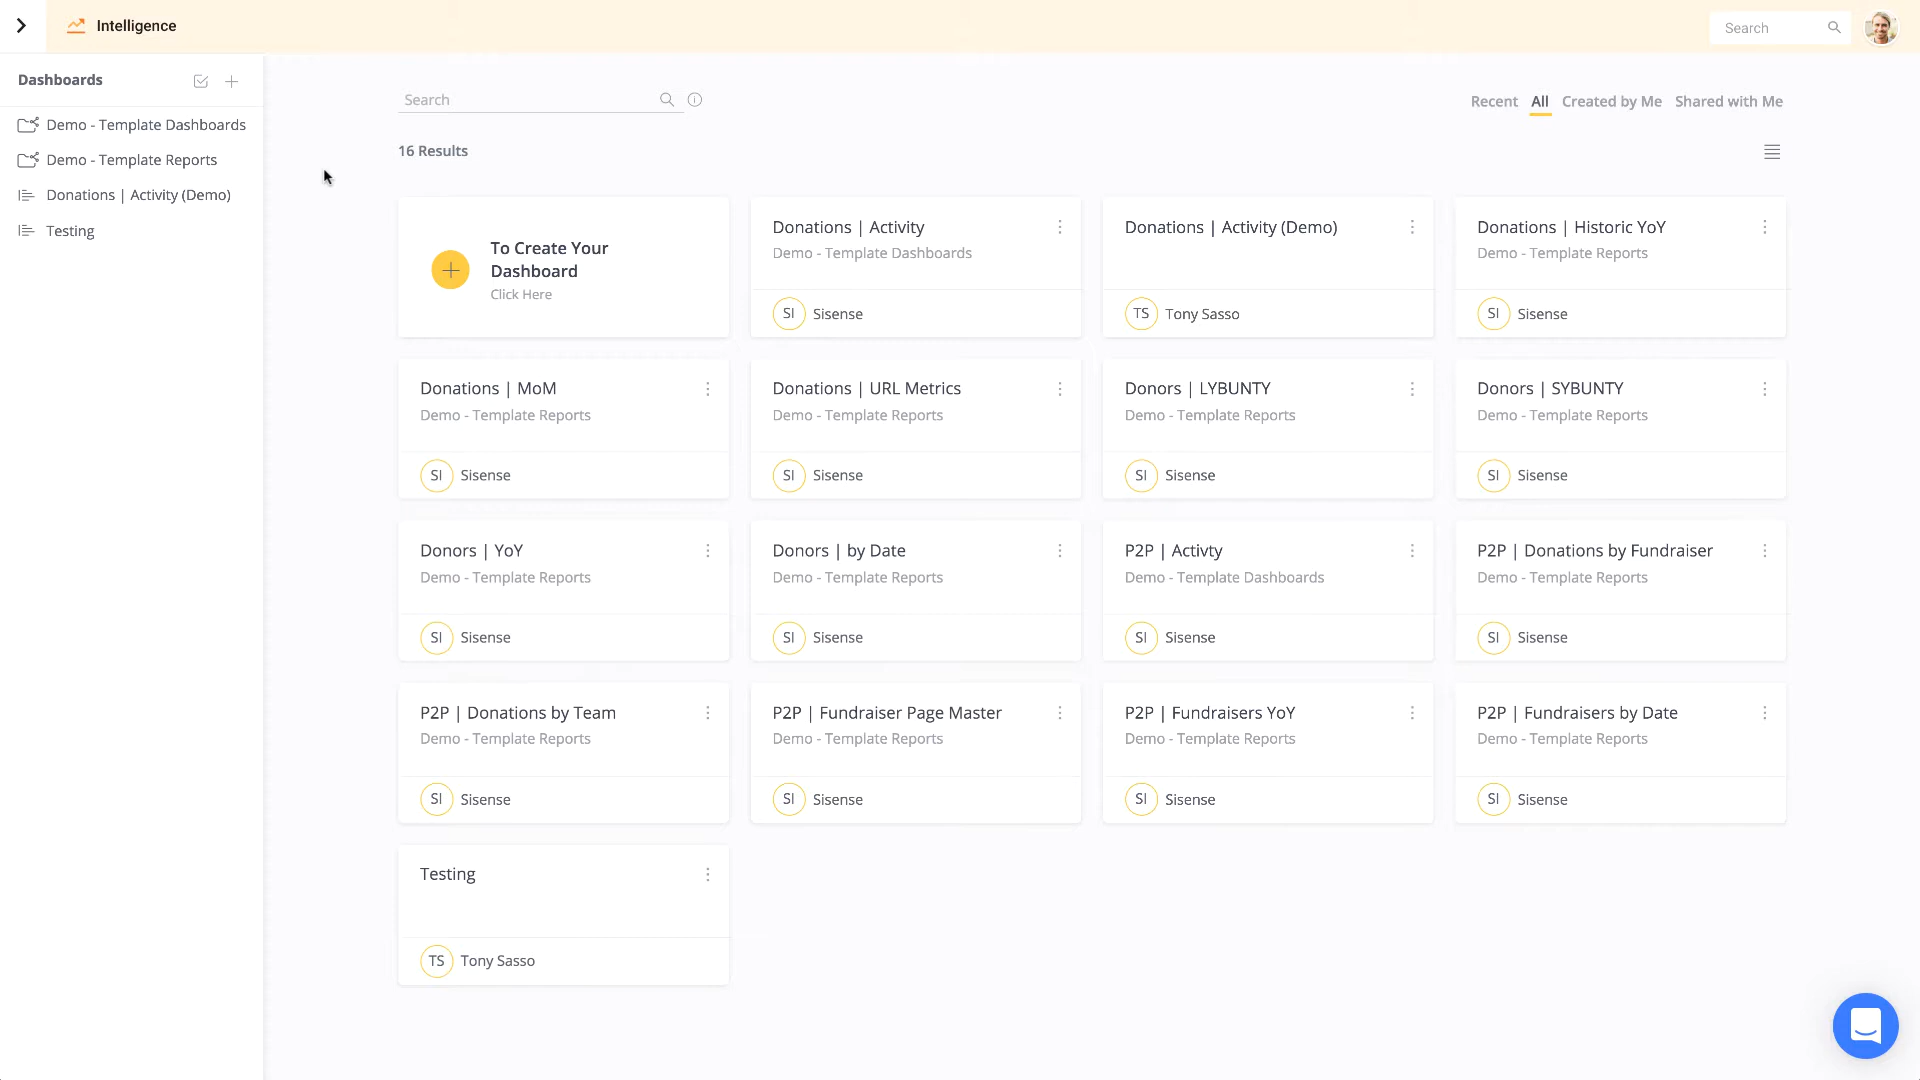 Intelligence
Search
Dashboards
Demo - Template Dashboards
Demo - Template Reports
Donations | Activity (Demo)
Testing
Search
Recent All Created by Me Shared with Me
16 Results
To Create Your
Dashboard
Click Here
Donations | Activity
Demo - Template Dashboards
SI Sisense
Donations | Activity (Demo)
TS Tony Sasso
Donations | Historic YoY
Demo - Template Reports
SI Sisense
Donations | MoM
Demo - Template Reports
SI Sisense
Donations | URL Metrics
Demo - Template Reports
SI Sisense
Donors | LYBUNTY
Demo - Template Reports
SI Sisense
Donors | SYBUNTY
Demo - Template Reports
SI Sisense
Donors | YoY
Demo - Template Reports
SI Sisense
Donors | by Date
Demo - Template Reports
SI Sisense
P2P | Activty
Demo - Template Dashboards
SI Sisense
P2P | Donations by Fundraiser
Demo - Template Reports
SI Sisense
P2P | Donations by Team
Demo - Template Reports
SI Sisense
P2P | Fundraiser Page Master
Demo - Template Reports
SI Sisense
P2P | Fundraisers YoY
Demo - Template Reports
SI Sisense
P2P | Fundraisers by Date
Demo - Template Reports
SI Sisense
Testing
TS Tony Sasso